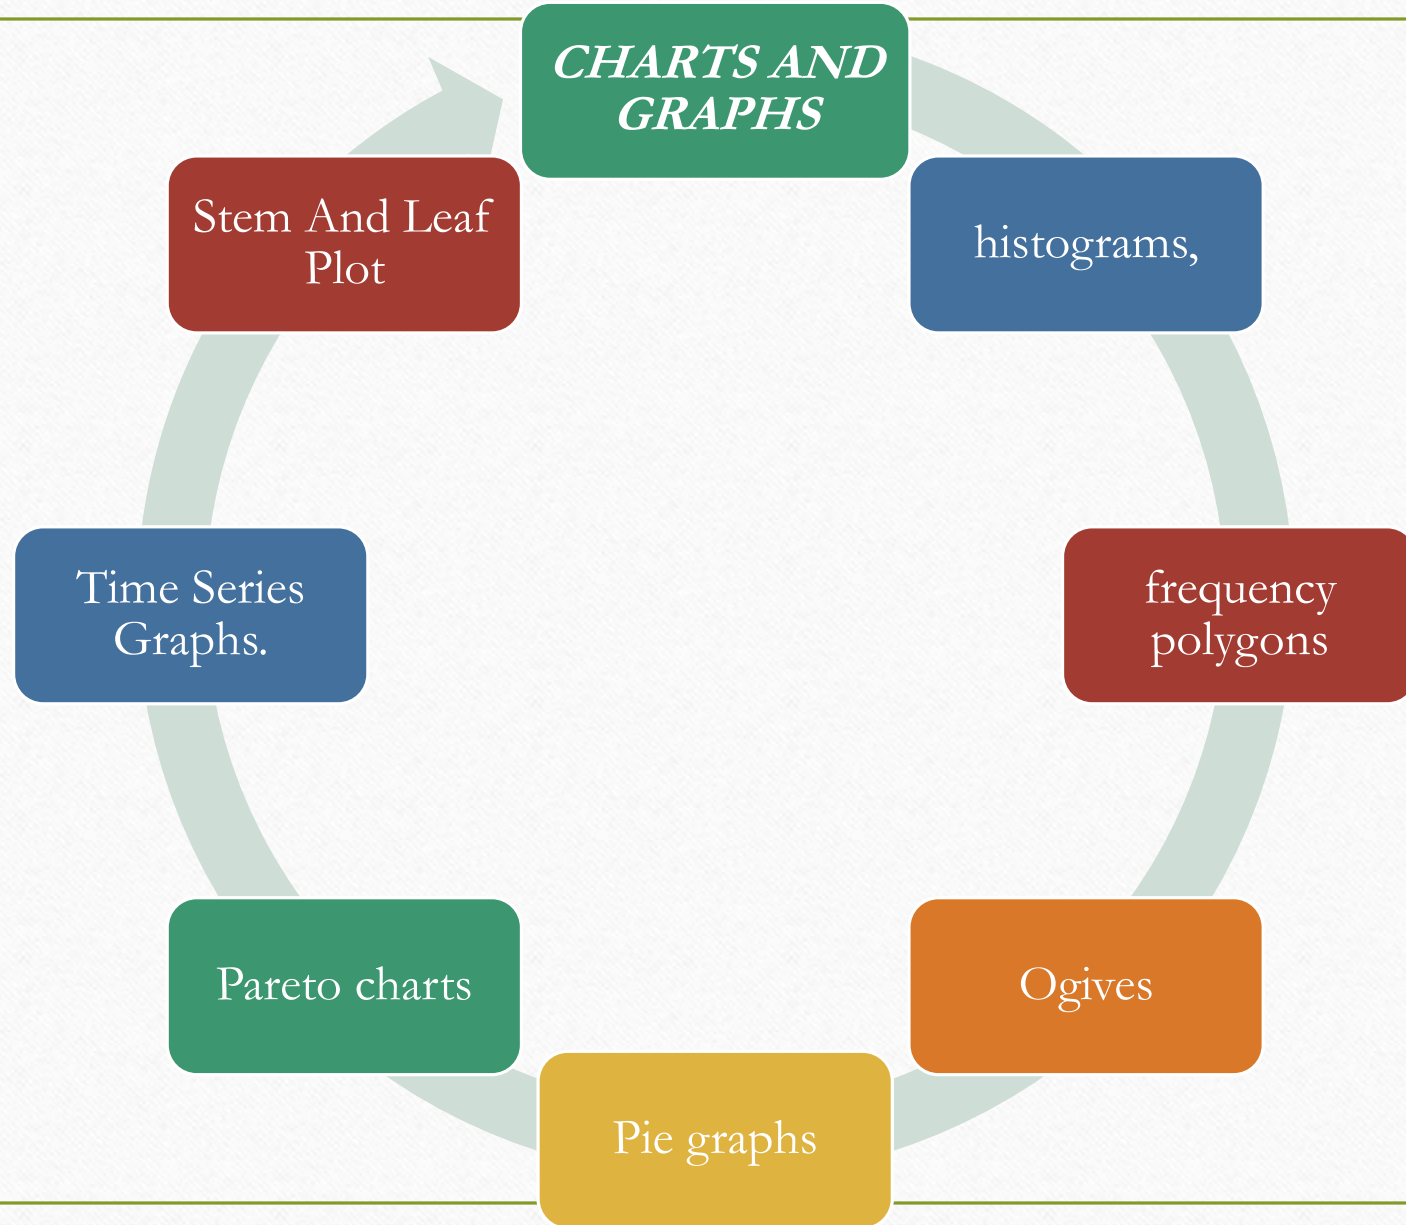 CHARTS AND
GRAPHS
histograms,
frequency
polygons
Ogives
Pie graphs
Pareto charts
Time Series
Graphs.
Stem And Leaf
Plot